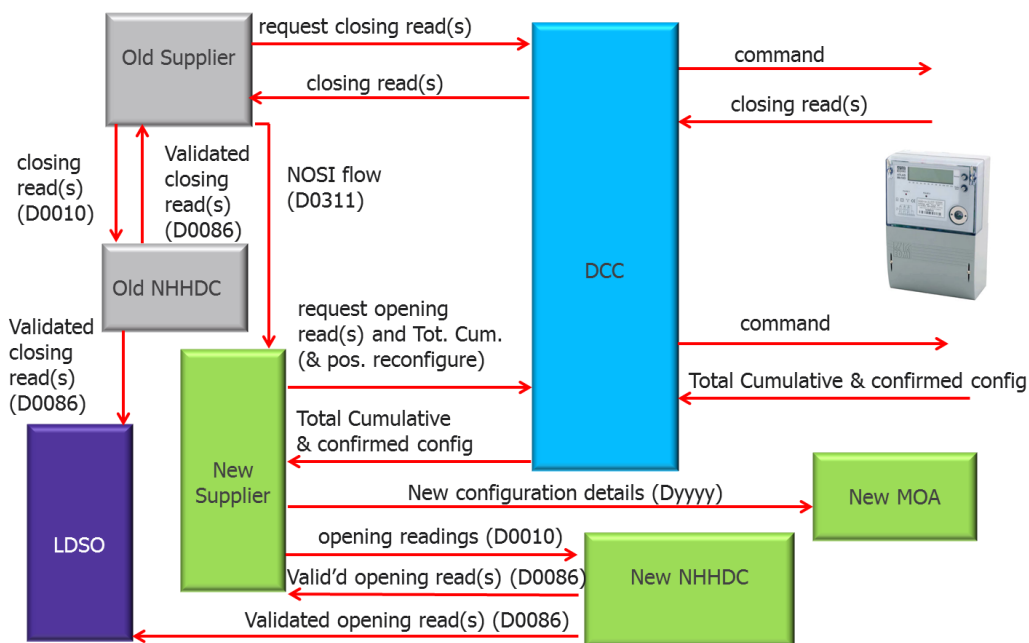 request closing read(s)
Old Supplier
closing read(s)
command
closing read(s)
closing
read(s)
(D0010)
Validated
closing
read(s)
(D0086)
NOSI flow
(D0311)
DCC
Old NHHDC
request opening
read(s) and Tot. Cum.
(& pos. reconfigure)
command
Validated
closing
read(s)
(D0086)
Total Cumulative & confirmed config
Total Cumulative
& confirmed config
New
Supplier
New configuration details (Dyyyy)
New MOA
LDSO
opening readings (D0010)
Valid'd opening read(s) (D0086)
New NHHDC
Validated opening read(s) (D0086)